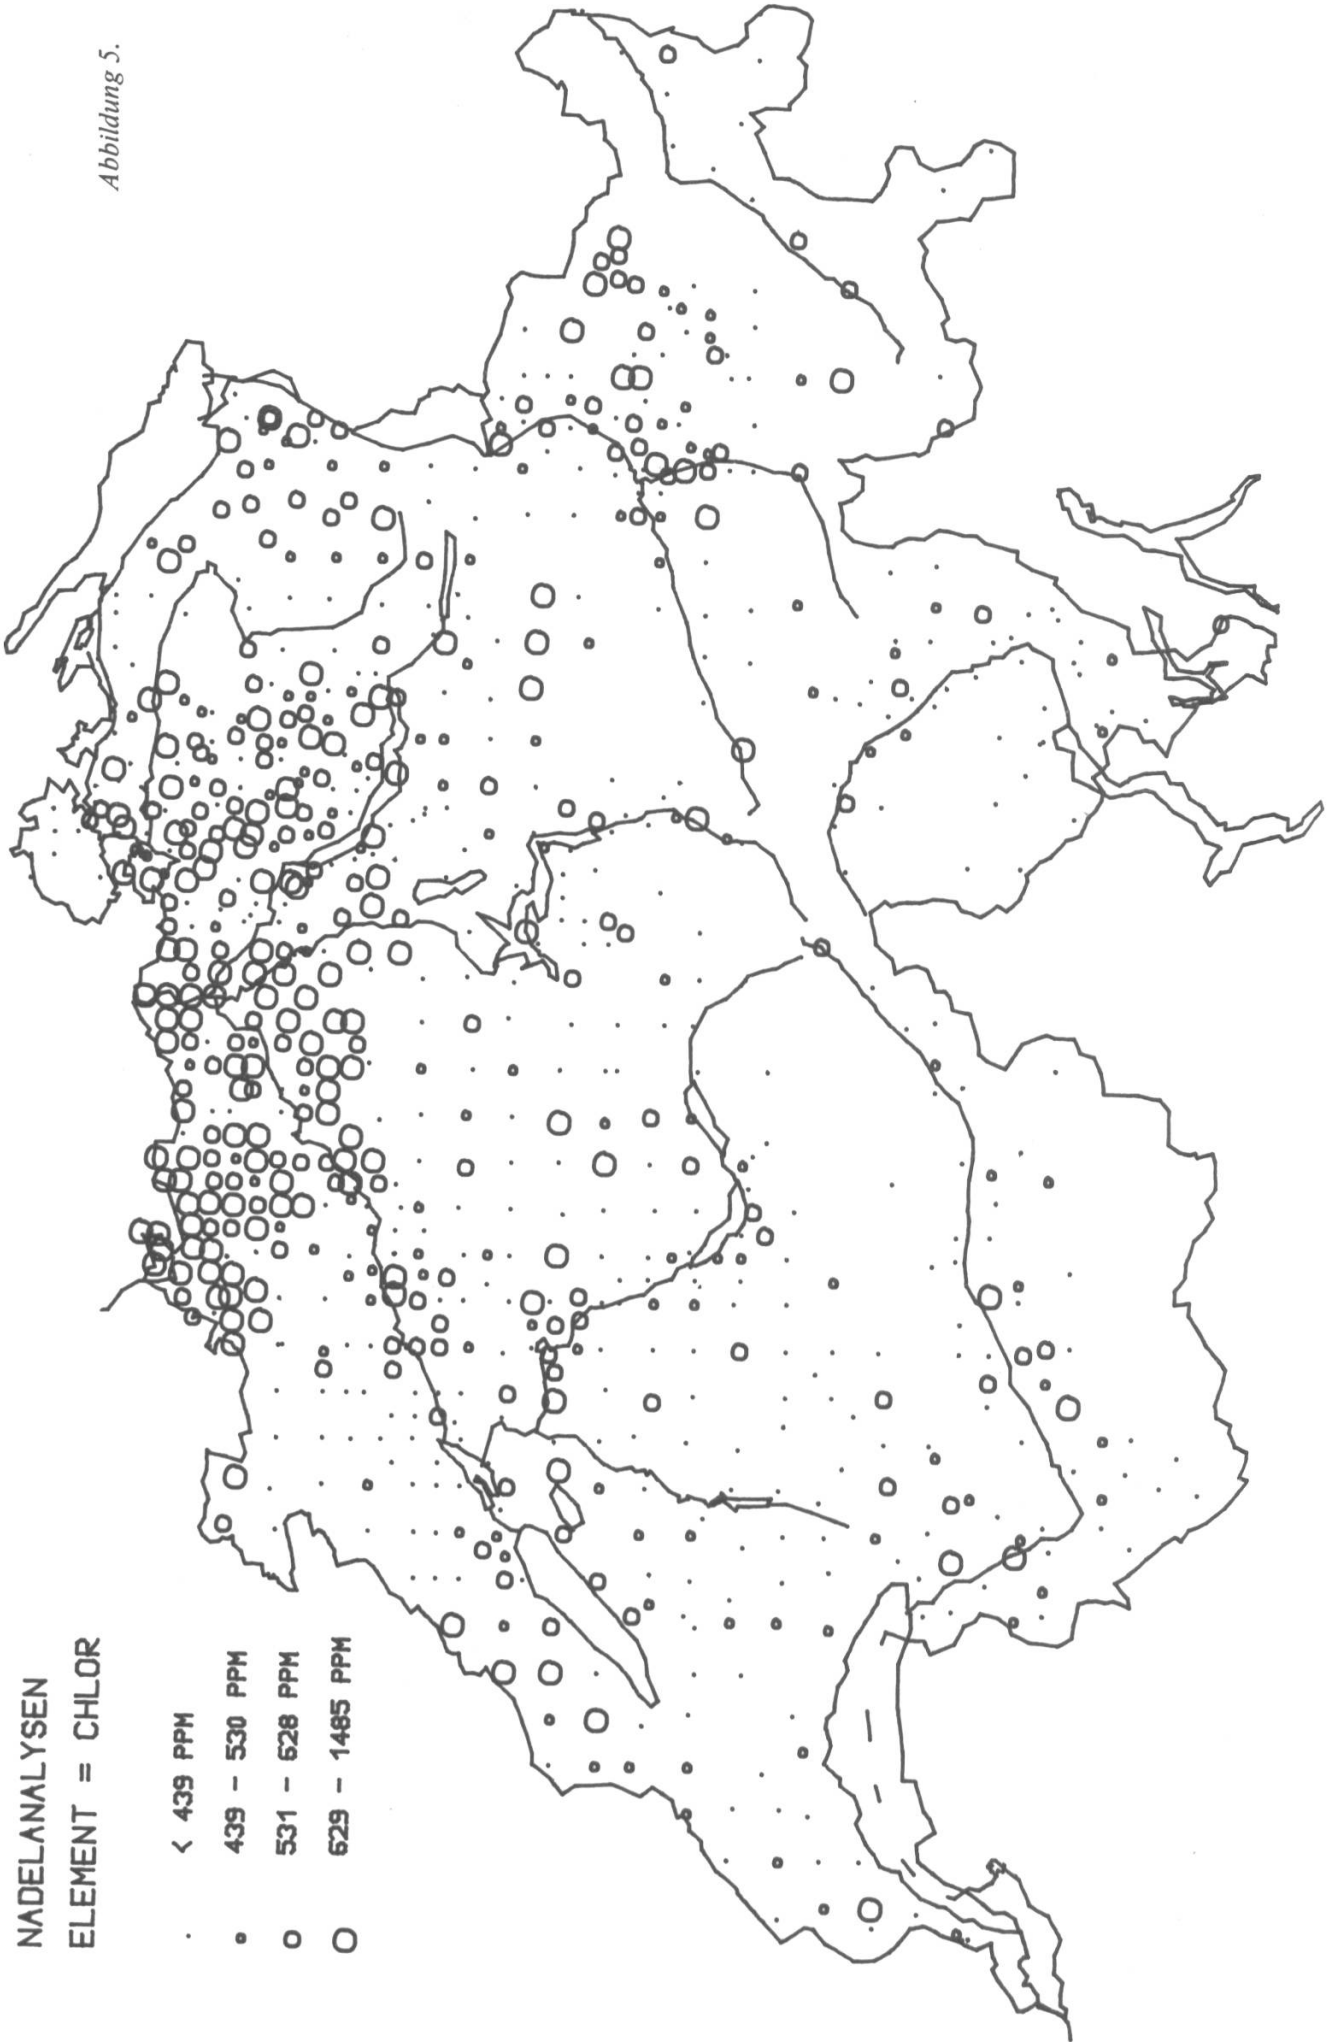 NADELANALYSEN
ELEMENT = CHLOR
< 439 PPM
439 - 530 PPM
531 - 628 PPM
629 - 1485 PPM
Abbildung 5.